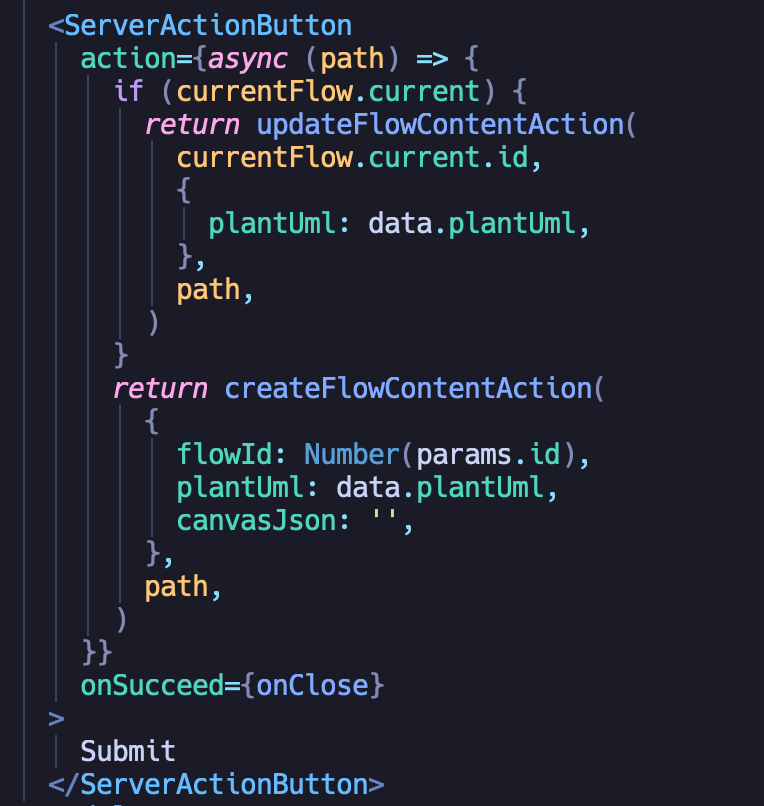 <ServerActionButton
action={async (path) => {
if (currentFlow.current) {
return updateFlowContentAction(
currentFlow.current.id,
{
plantUml: data.plantUml,
},
path,
)
}
return createFlowContentAction(
{
flowId: Number(params.id),
plantUml: data.plantUml,
canvasJson: '',
},
path,
)
}}
onSucceed={onClose}
>
Submit
</ServerActionButton>